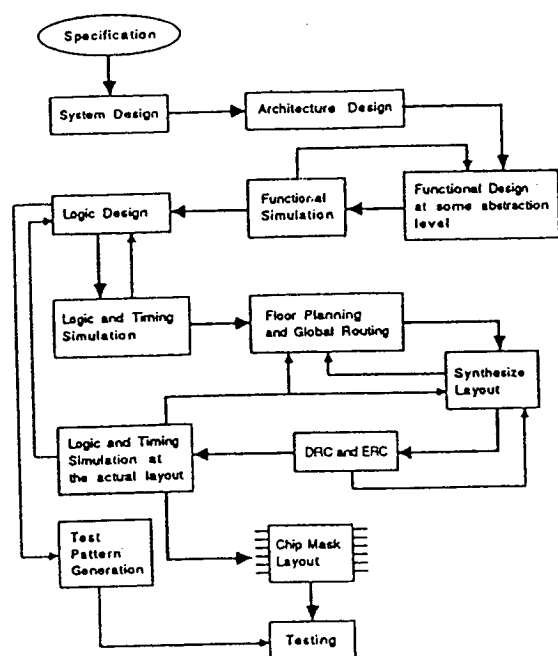 Specification
System Design
Architecture Design
Functional Design
at some abstraction
level
Functional
Simulation
Logic Design
Logic and Timing
Simulation
Floor Planning
and Global Routing
Synthesize
Layout
DRC and ERC
Logic and Timing
Simulation at
the actual layout
Test
Pattern
Generation
Chip Mask
Layout
Testing